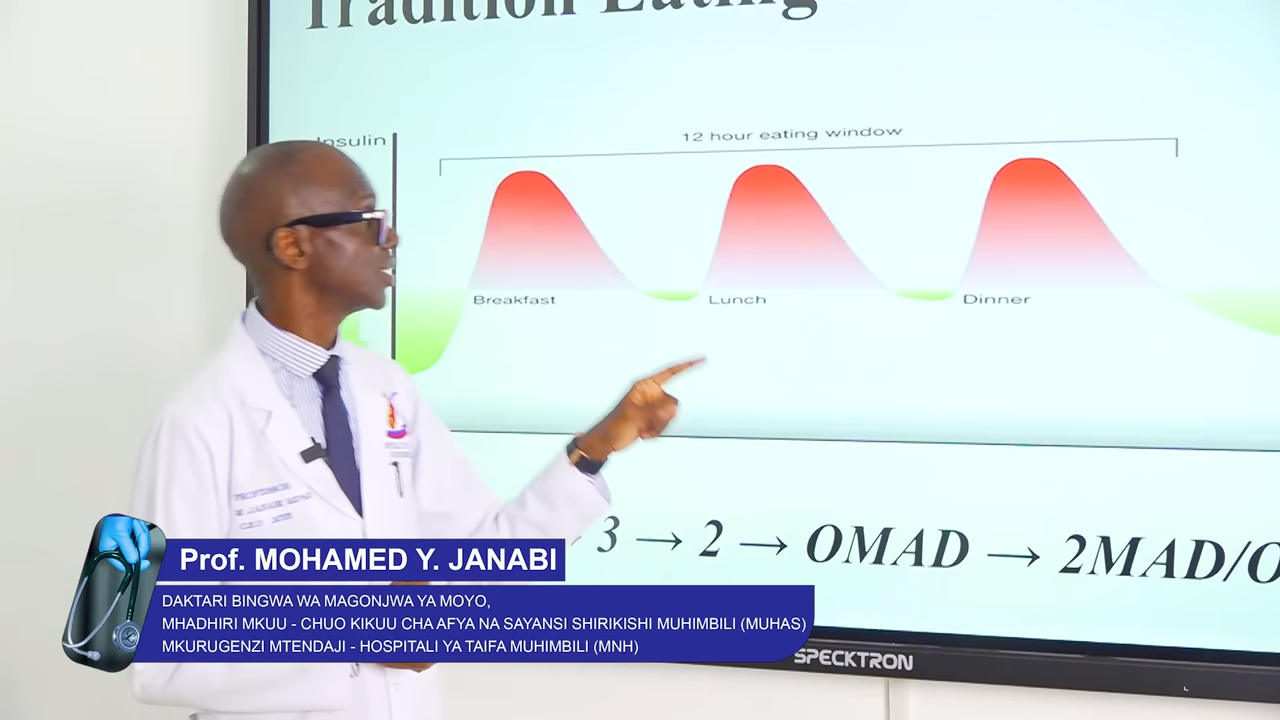 Tradition Eating
Insulin
12 hour eating window
Breakfast
Lunch
Dinner
3 → 2 → OMAD → 2MAD/O
PROFESSOR
Prof. MOHAMED Y. JANABI
DAKTARI BINGWA WA MAGONJWA YA MOYO,
MHADHIRI MKUU - CHUO KIKUU CHA AFYA NA SAYANSI SHIRIKISHI MUHIMBILI (MUHAS)
MKURUGENZI MTENDAJI - HOSPITALI YA TAIFA MUHIMBILI (MNH)
SPECKTRON